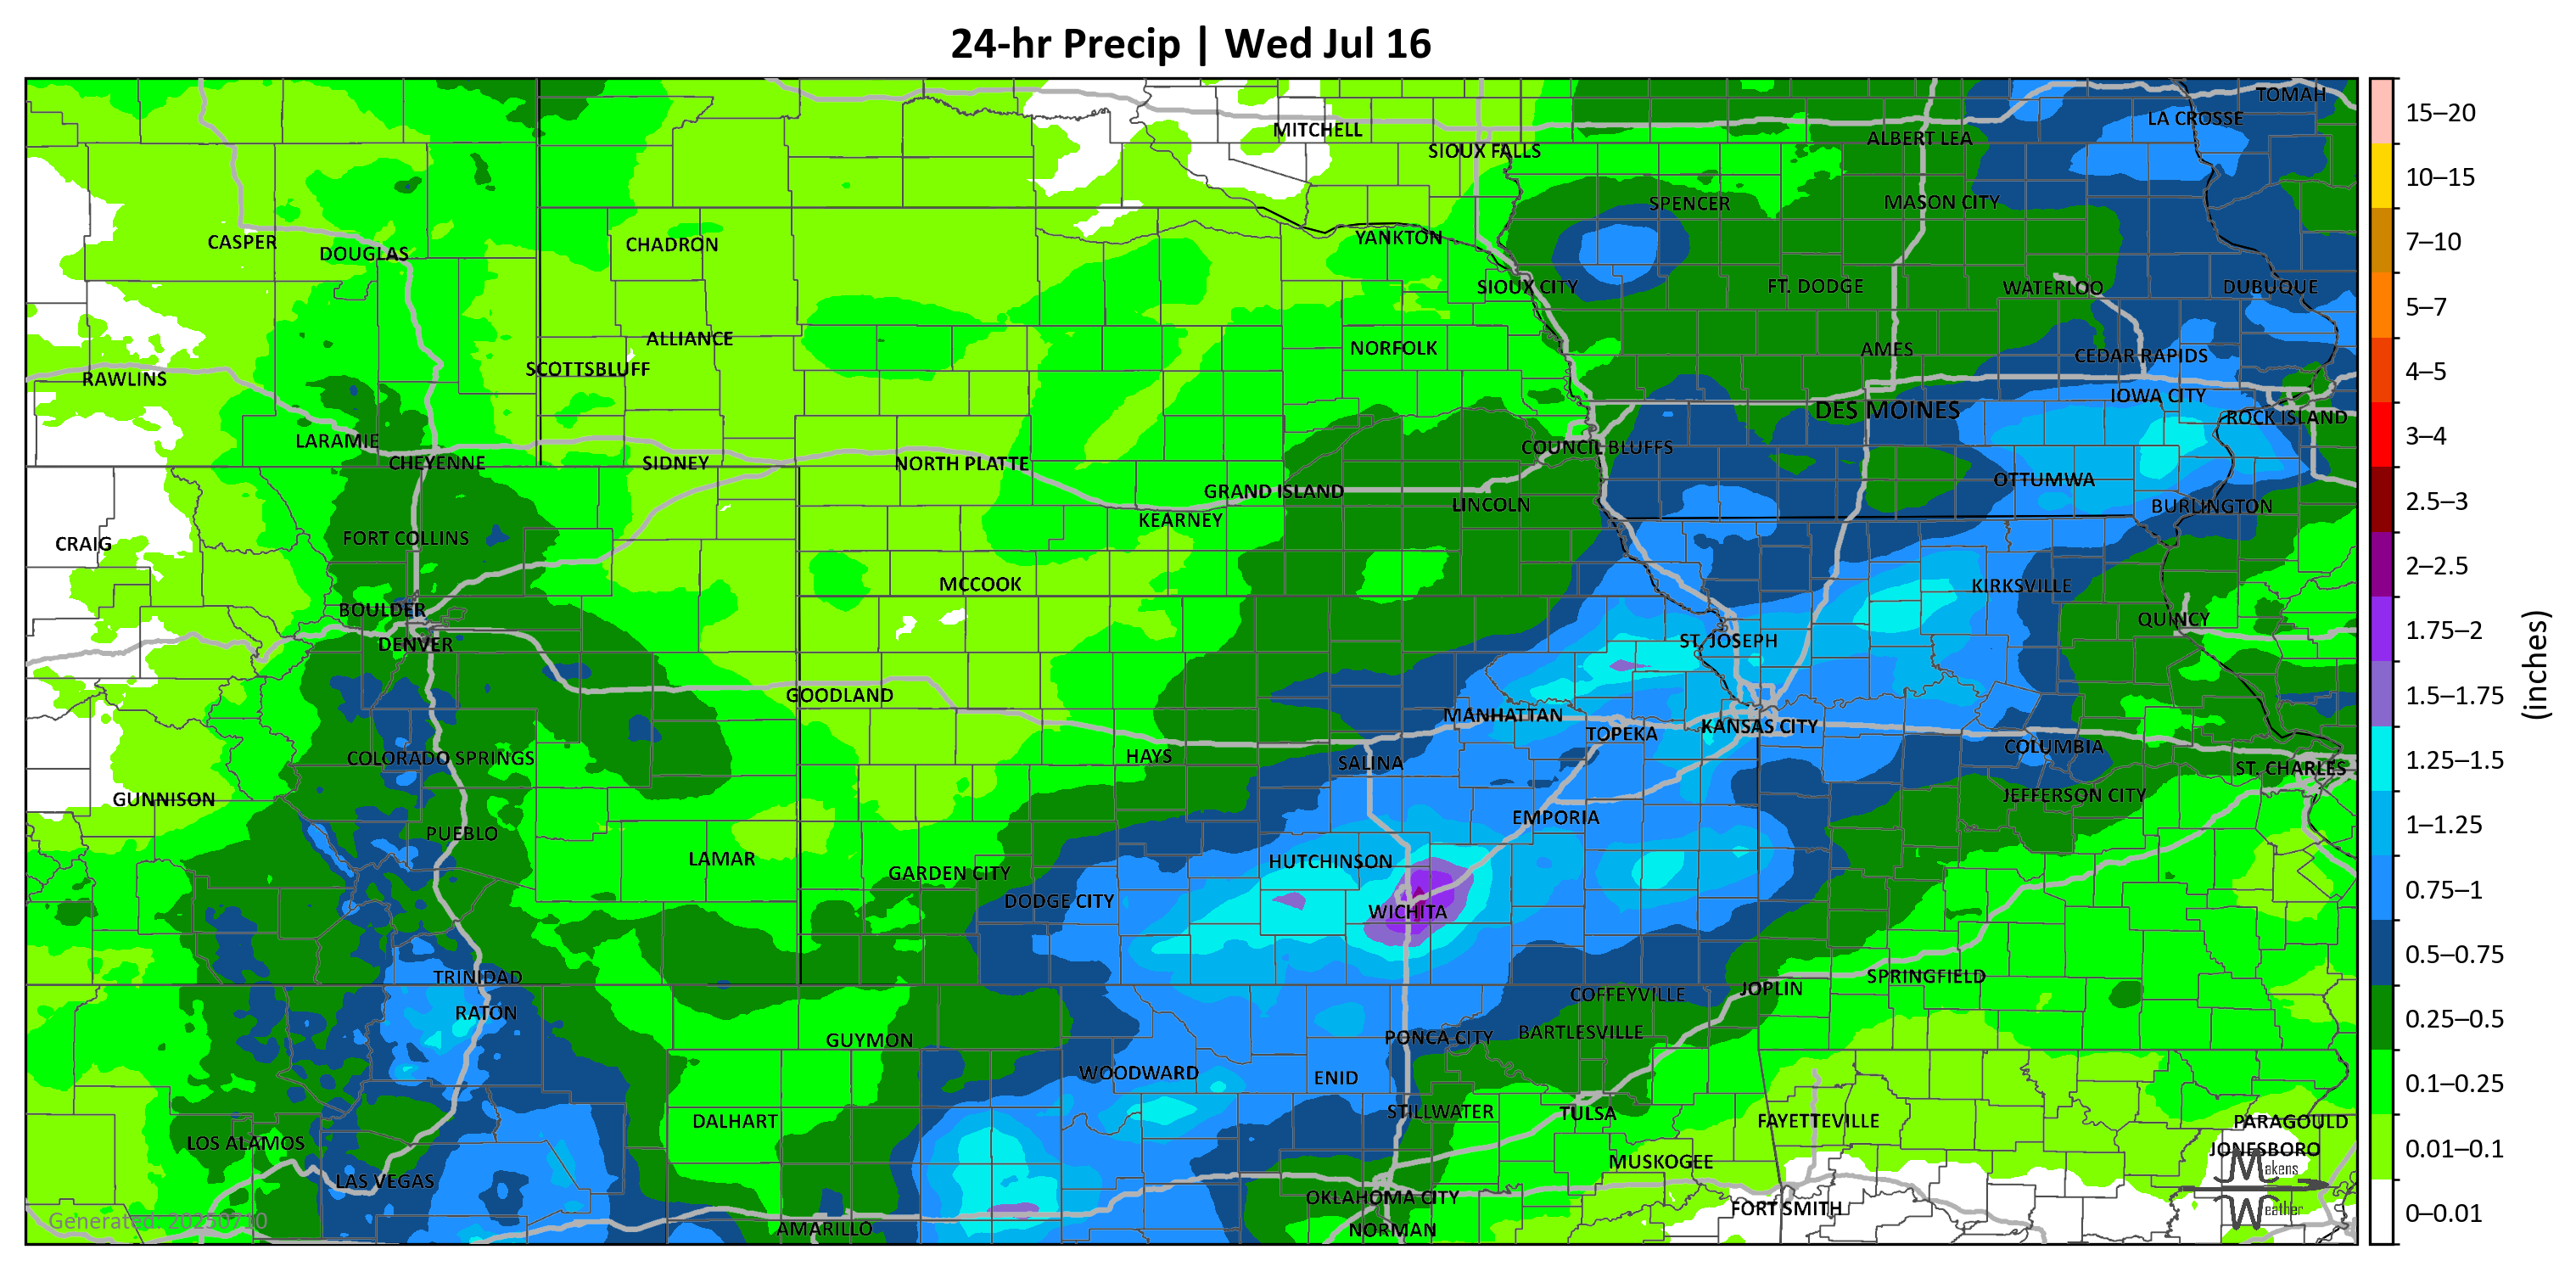 24-hr Precip | Wed Jul 16
TOMAH
LA CROSSE
MITCHELL
ALBERT LEA
SIOUX FALLS
SPENCER
MASON CITY
CASPER
DOUGLAS
CHADRON
YANKTON
SIOUX CITY
FT. DODGE
WATERLOO
DUBUQUE
ALLIANCE
NORFOLK
AMES
CEDAR RAPIDS
SCOTTSBLUFF
RAWLINS
IOWA CITY
DES MOINES
ROCK ISLAND
LARAMIE
COUNCIL BLUFFS
CHEYENNE
SIDNEY
NORTH PLATTE
OTTUMWA
GRAND ISLAND
LINCOLN
BURLINGTON
KEARNEY
FORT COLLINS
CRAIG
MCCOOK
KIRKSVILLE
BOULDER
QUINCY
DENVER
ST. JOSEPH
GOODLAND
MANHATTAN
KANSAS CITY
TOPEKA
COLUMBIA
COLORADO SPRINGS
HAYS
SALINA
ST. CHARLES
GUNNISON
JEFFERSON CITY
EMPORIA
PUEBLO
LAMAR
HUTCHINSON
GARDEN CITY
DODGE CITY
WICHITA
TRINIDAD
SPRINGFIELD
JOPLIN
COFFEYVILLE
RATON
BARTLESVILLE
PONCA CITY
GUYMON
WOODWARD
ENID
STILLWATER
TULSA
DALHART
FAYETTEVILLE
PARAGOULD
LOS ALAMOS
JONESBORO
MUSKOGEE
LAS VEGAS
OKLAHOMA CITY
FORT SMITH
AMARILLO
NORMAN
Generated: 20250710
Makens
Weather
15–20
10–15
7–10
5–7
4–5
3–4
2.5–3
2–2.5
1.75–2
1.5–1.75
1.25–1.5
1–1.25
0.75–1
0.5–0.75
0.25–0.5
0.1–0.25
0.01–0.1
0–0.01
(inches)